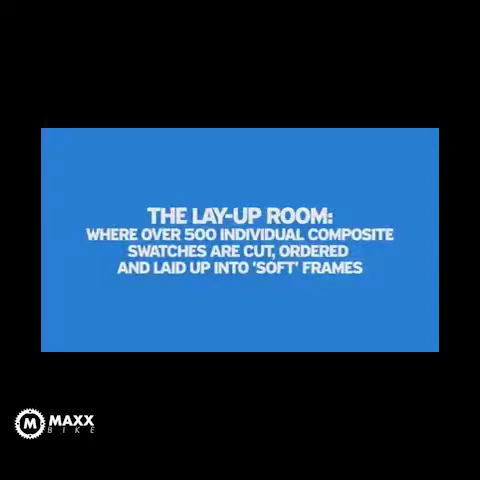 THE LAY-UP ROOM:
WHERE OVER 500 INDIVIDUAL COMPOSITE
SWATCHES ARE CUT, ORDERED
AND LAID UP INTO 'SOFT' FRAMES
M MAXX
BIKE